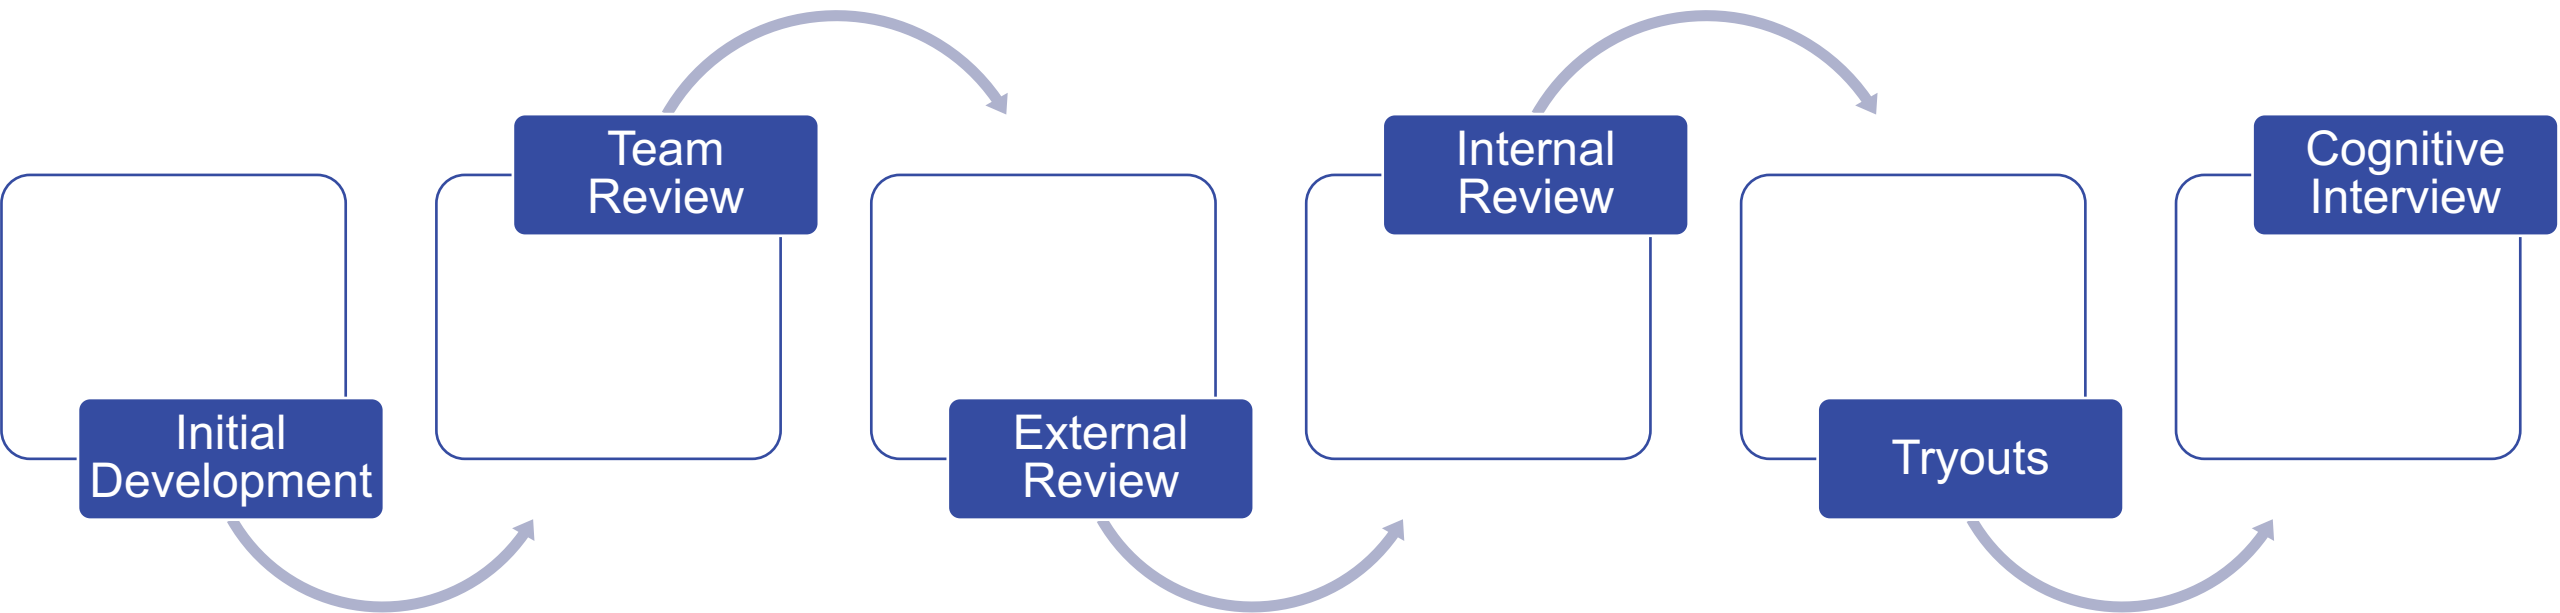 Initial
Development
Team
Review
External
Review
Internal
Review
Tryouts
Cognitive
Interview